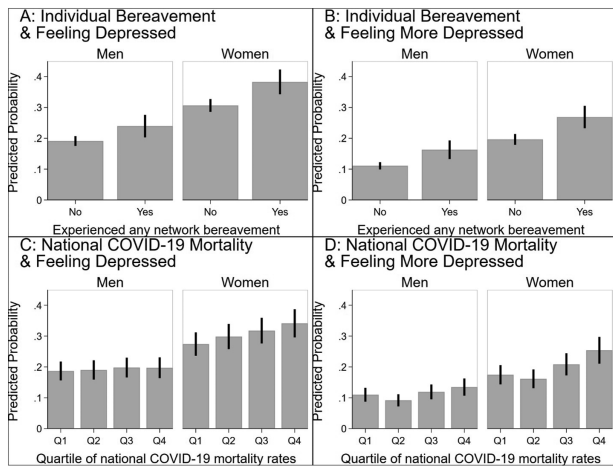 A: Individual Bereavement
& Feeling Depressed
Men Women
Predicted Probability
.4
.3
.2
.1
0
No Yes No Yes
Experienced any network bereavement
B: Individual Bereavement
& Feeling More Depressed
Men Women
Predicted Probability
.4
.3
.2
.1
0
No Yes No Yes
Experienced any network bereavement
C: National COVID-19 Mortality
& Feeling Depressed
Men Women
Predicted Probability
.4
.3
.2
.1
0
Q1 Q2 Q3 Q4 Q1 Q2 Q3 Q4
Quartile of national COVID-19 mortality rates
D: National COVID-19 Mortality
& Feeling More Depressed
Men Women
Predicted Probability
.4
.3
.2
.1
0
Q1 Q2 Q3 Q4 Q1 Q2 Q3 Q4
Quartile of national COVID-19 mortality rates